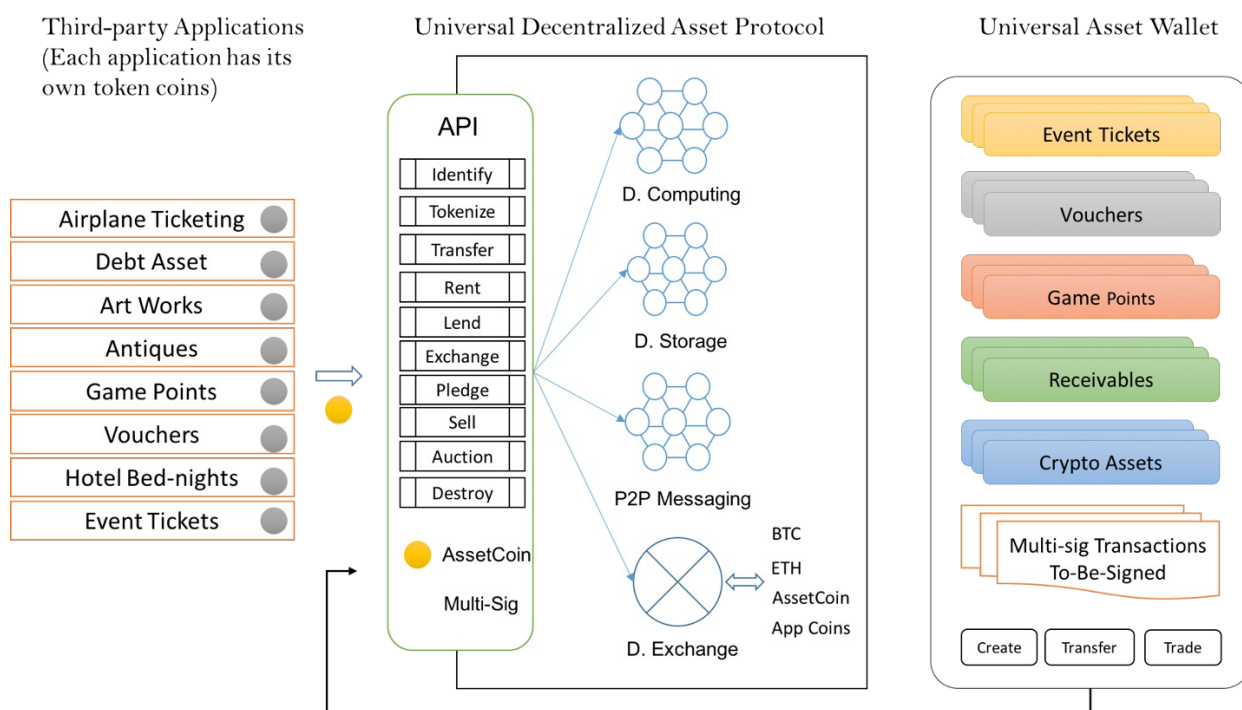 Third-party Applications
(Each application has its
own token coins)
Airplane Ticketing
Debt Asset
Art Works
Antiques
Game Points
Vouchers
Hotel Bed-nights
Event Tickets
Universal Decentralized Asset Protocol
API
Identify
Tokenize
Transfer
Rent
Lend
Exchange
Pledge
Sell
Auction
Destroy
AssetCoin
Multi-Sig
D. Computing
D. Storage
P2P Messaging
D. Exchange
BTC
ETH
AssetCoin
App Coins
Universal Asset Wallet
Event Tickets
Vouchers
Game Points
Receivables
Crypto Assets
Multi-sig Transactions
To-Be-Signed
Create
Transfer
Trade